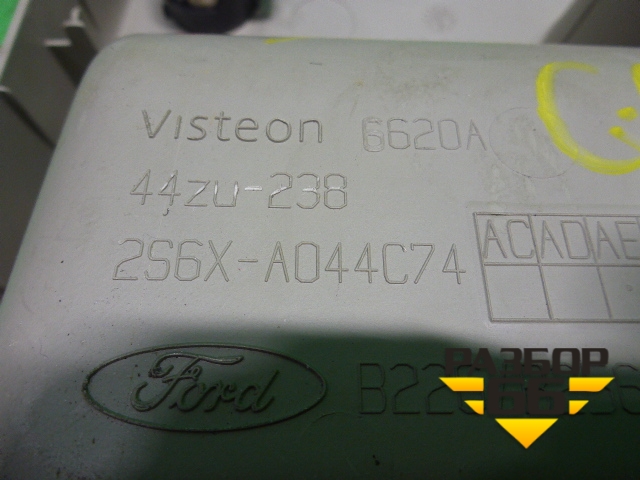 Visteon 6620A
44zu-238
2S6X-A044C74
AC AD AE
Ford
РАЗБОР
66